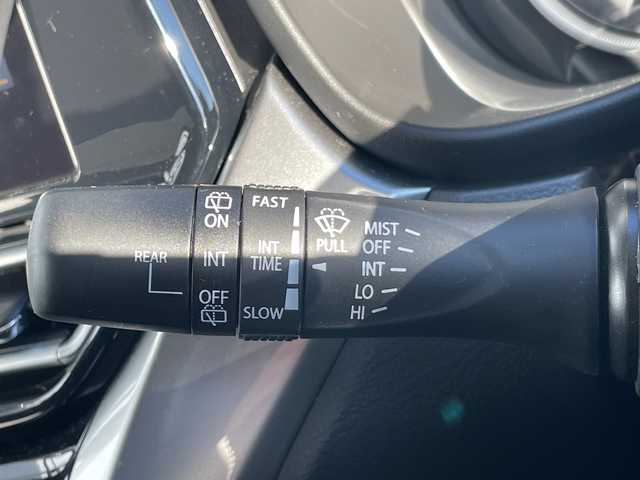 REAR
ON
INT
OFF
FAST
INT
TIME
SLOW
PULL
MIST
OFF
INT
LO
HI